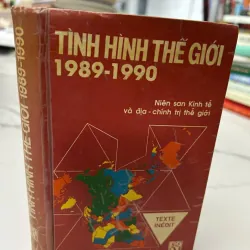 TÌNH HÌNH THẾ GIỚI
1989-1990
Niên san Kinh tế
và địa - chính trị thế giới
TEXTE
INÉDIT
TÌNH HÌNH THẾ GIỚI 1989-1990